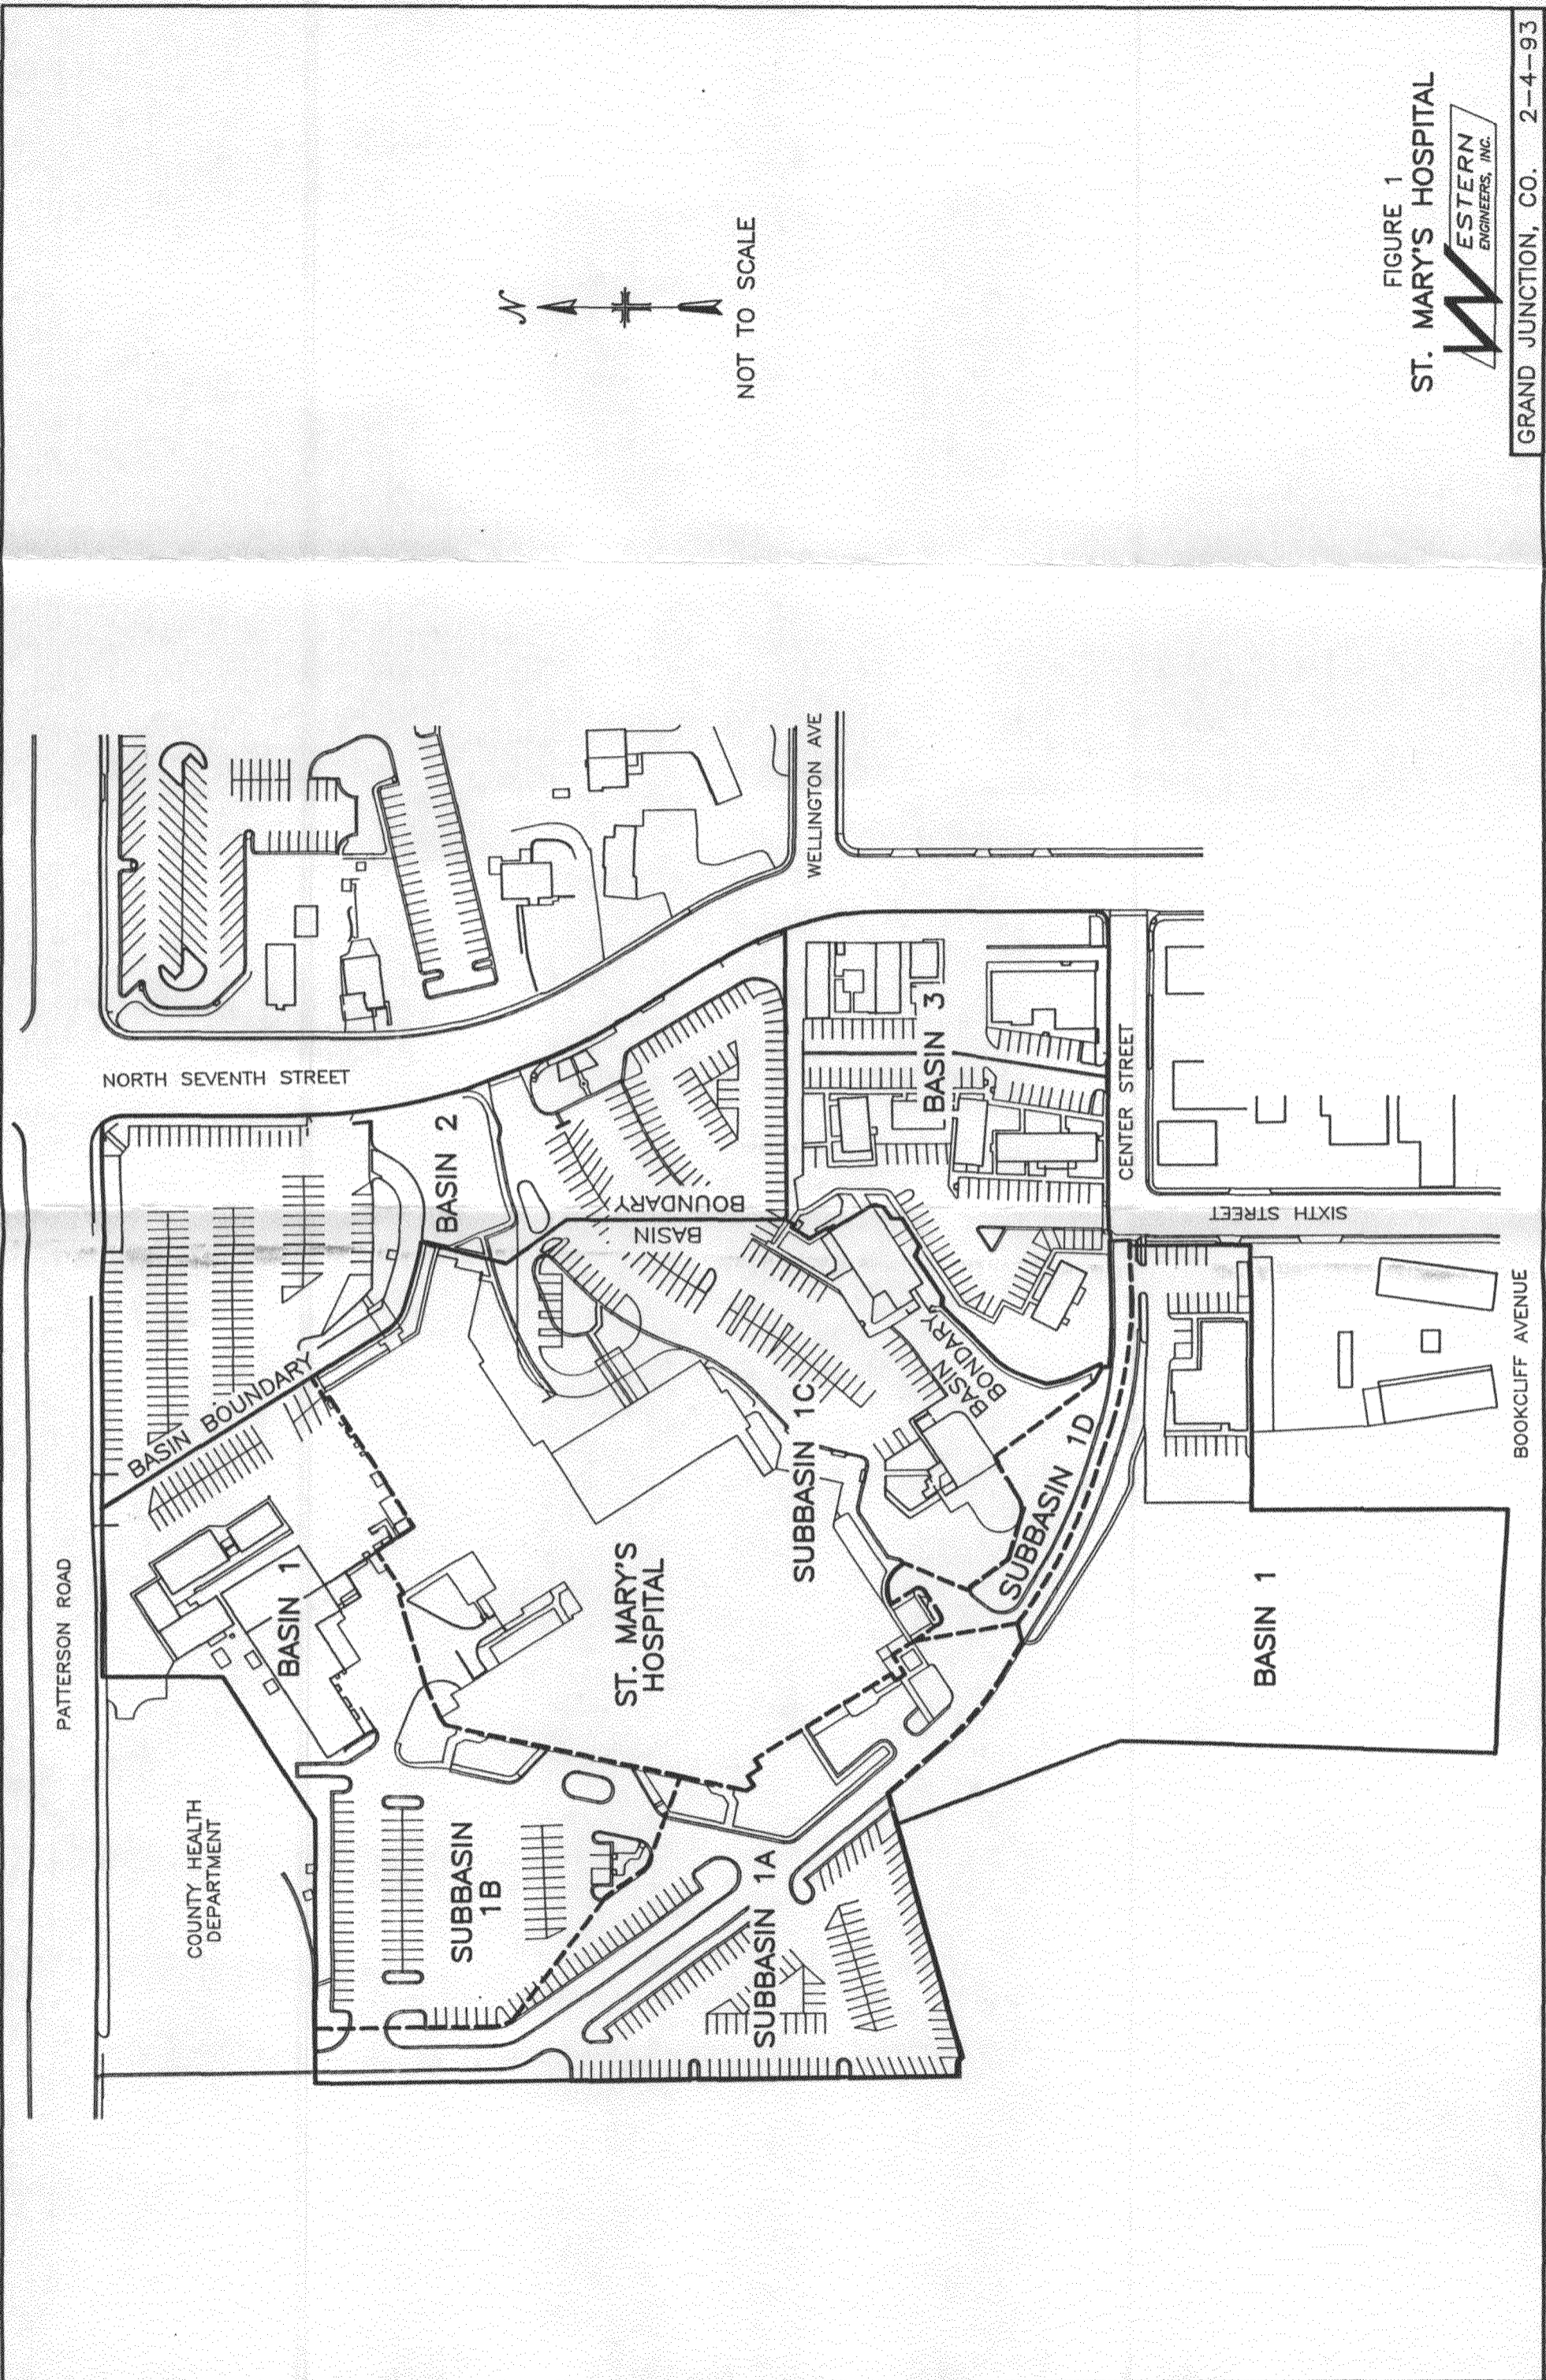 PATTERSON ROAD
COUNTY HEALTH
DEPARTMENT
BASIN BOUNDARY
NORTH SEVENTH STREET
BASIN 1
BASIN 2
SUBBASIN
1B
ST. MARY'S
HOSPITAL
BASIN
BOUNDARY
SUBBASIN 1A
SUBBASIN 1C
WELLINGTON AVE
BASIN 3
BASIN
BONDARY
SUBBASIN 1D
CENTER STREET
SIXTH STREET
BASIN 1
BOOKCLIFF AVENUE
N
NOT TO SCALE
FIGURE 1
ST. MARY'S HOSPITAL
WESTERN
ENGINEERS, INC.
GRAND JUNCTION, CO. 2-4-93